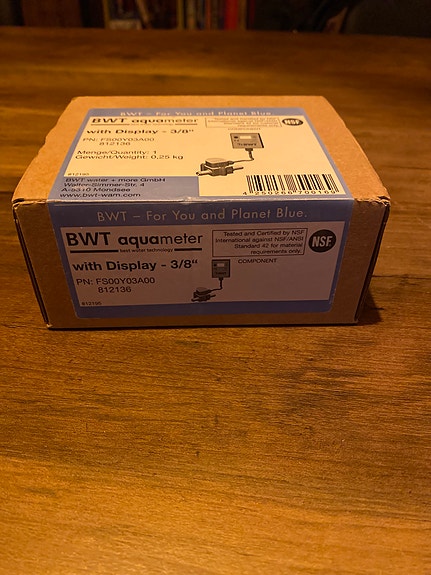 BWT – For You and Planet Blue.
BWT aquameter
with Display - 3/8"
PN: FS00Y03A00
812136
Menge/Quantity: 1
Gewicht/Weight: 0,25 kg
COMPONENT
NSF
812190
BWT water + more GmbH
Walter-Simmer-Str. 4
A-5310 Mondsee
www.bwt-wam.com
BWT – For You and Planet Blue.
BWT aquameter
best water technology
with Display - 3/8"
PN: FS00Y03A00
812136
Tested and Certified by NSF
International against NSF/ANSI
Standard 42 for material
requirements only.
NSF
COMPONENT
812190